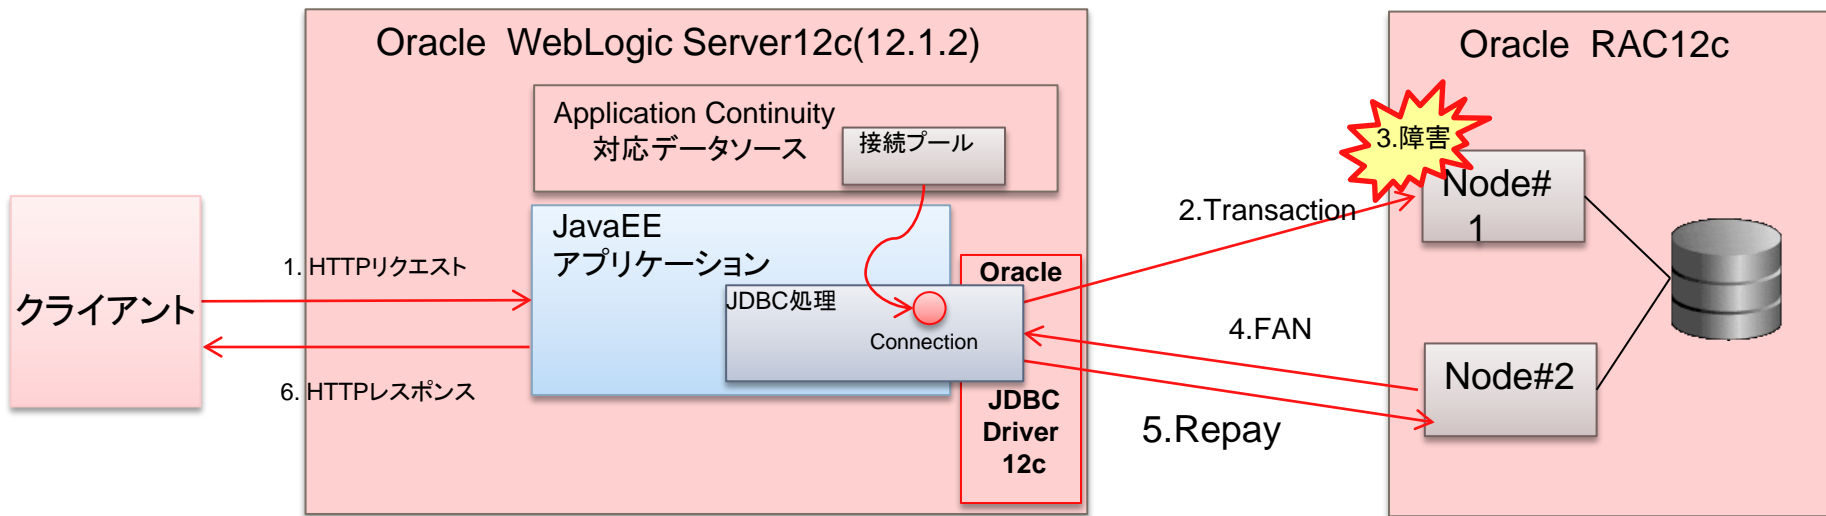 Oracle WebLogic Server12c(12.1.2)
Application Continuity
対応データソース
接続プール
JavaEE
アプリケーション
JDBC処理
Connection
Oracle
JDBC
Driver
12c
クライアント
1. HTTPリクエスト
6. HTTPレスポンス
2.Transaction
4.FAN
5.Repay
Oracle RAC12c
3.障害
Node#
1
Node#2